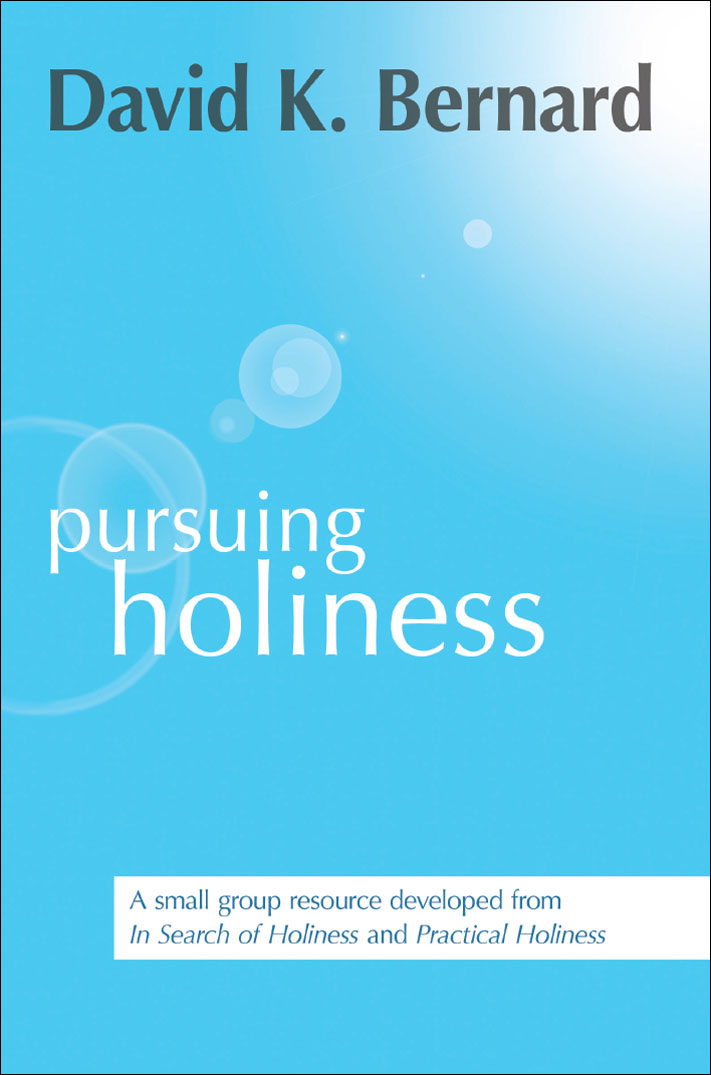 David K. Bernard
pursuing
holiness
A small group resource developed from
In Search of Holiness and Practical Holiness